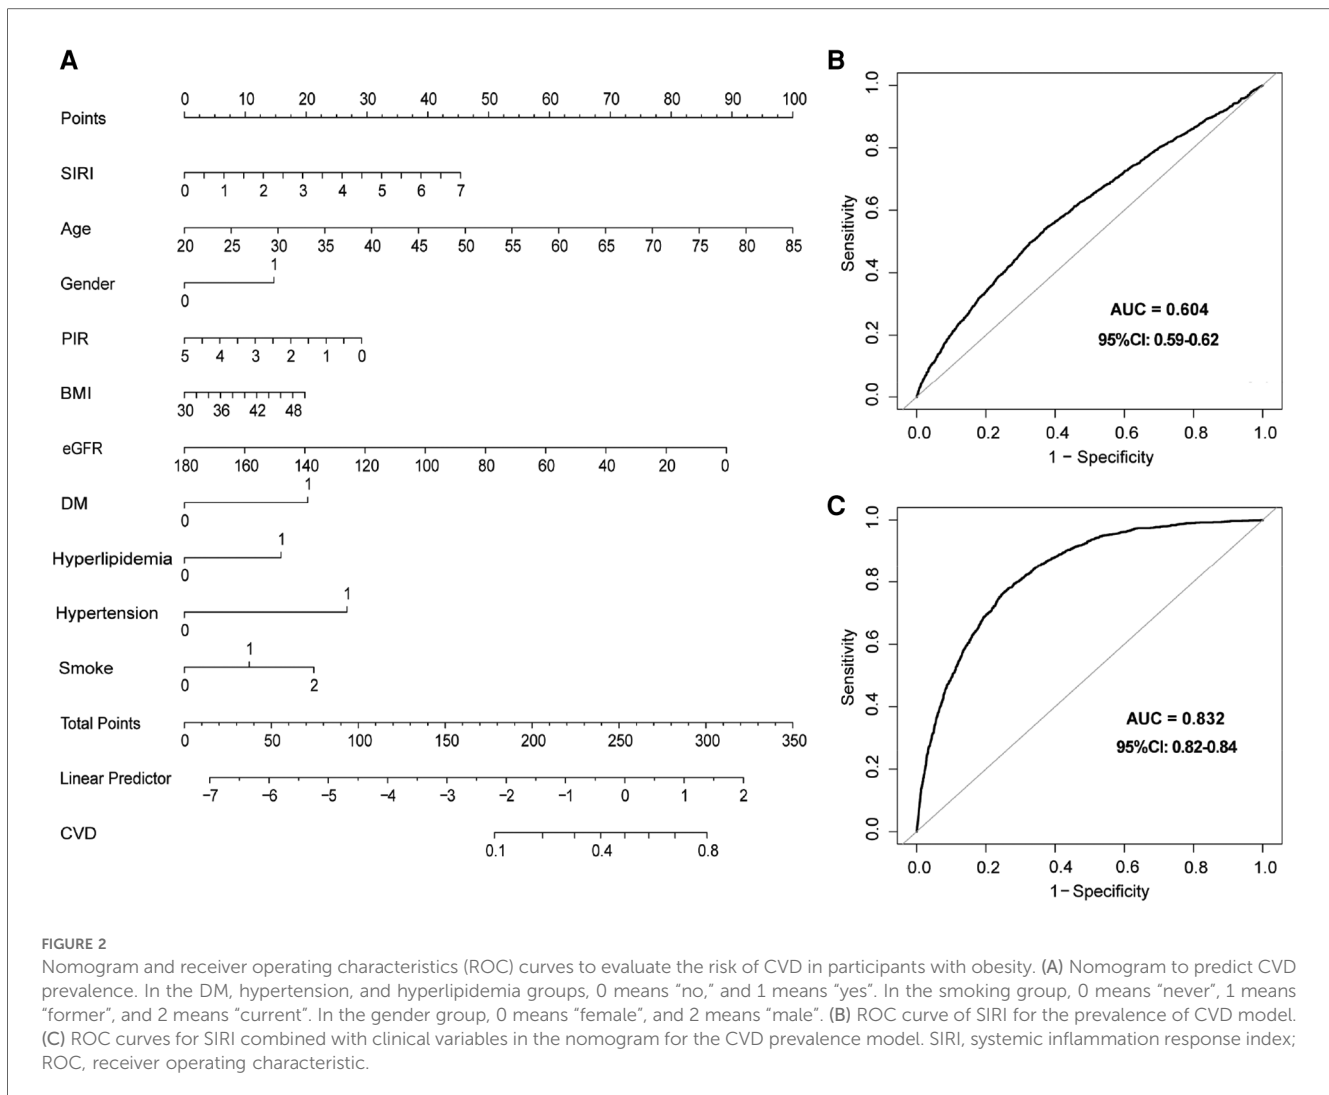 A
Points
0 10 20 30 40 50 60 70 80 90 100
SIRI
0 1 2 3 4 5 6 7
Age
20 25 30 35 40 45 50 55 60 65 70 75 80 85
1
Gender
0
PIR
5 4 3 2 1 0
BMI
30 36 42 48
eGFR
180 160 140 120 100 80 60 40 20 0
1
DM
0
1
Hyperlipidemia
0
1
Hypertension
0
1
Smoke
0 2
Total Points
0 50 100 150 200 250 300 350
Linear Predictor
−7 −6 −5 −4 −3 −2 −1 0 1 2
CVD
0.1 0.4 0.8
B
Sensitivity
0.0 0.2 0.4 0.6 0.8 1.0
AUC = 0.604
95%CI: 0.59-0.62
0.0 0.2 0.4 0.6 0.8 1.0
1 − Specificity
C
Sensitivity
0.0 0.2 0.4 0.6 0.8 1.0
AUC = 0.832
95%CI: 0.82-0.84
0.0 0.2 0.4 0.6 0.8 1.0
1 − Specificity
FIGURE 2
Nomogram and receiver operating characteristics (ROC) curves to evaluate the risk of CVD in participants with obesity. (A) Nomogram to predict CVD
prevalence. In the DM, hypertension, and hyperlipidemia groups, 0 means “no,” and 1 means “yes”. In the smoking group, 0 means “never”, 1 means
“former”, and 2 means “current”. In the gender group, 0 means “female”, and 2 means “male”. (B) ROC curve of SIRI for the prevalence of CVD model.
(C) ROC curves for SIRI combined with clinical variables in the nomogram for the CVD prevalence model. SIRI, systemic inflammation response index;
ROC, receiver operating characteristic.